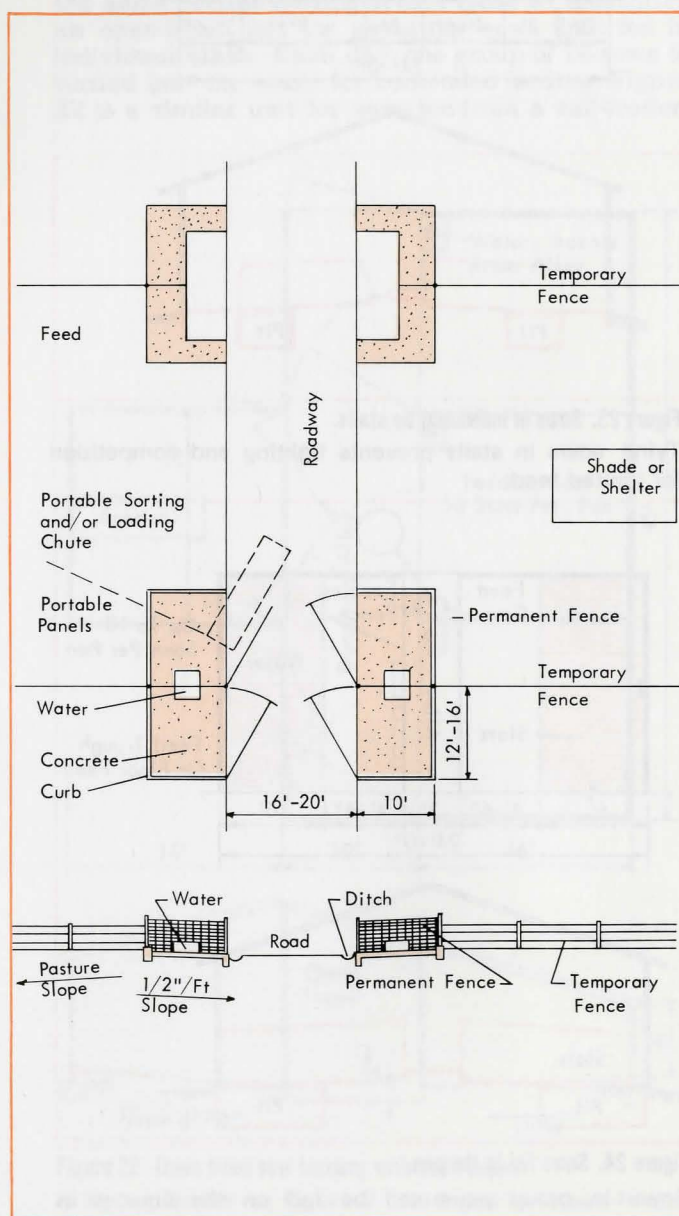 Temporary
Fence
Feed
Roadway
Shade or
Shelter
Portable Sorting
and/or Loading
Chute
Portable
Panels
Permanent Fence
Temporary
Fence
Water
12'-16'
Concrete
Curb
16'-20'
10'
Water
Ditch
Road
Pasture
Slope
1/2"/Ft
Slope
Permanent Fence
Temporary
Fence